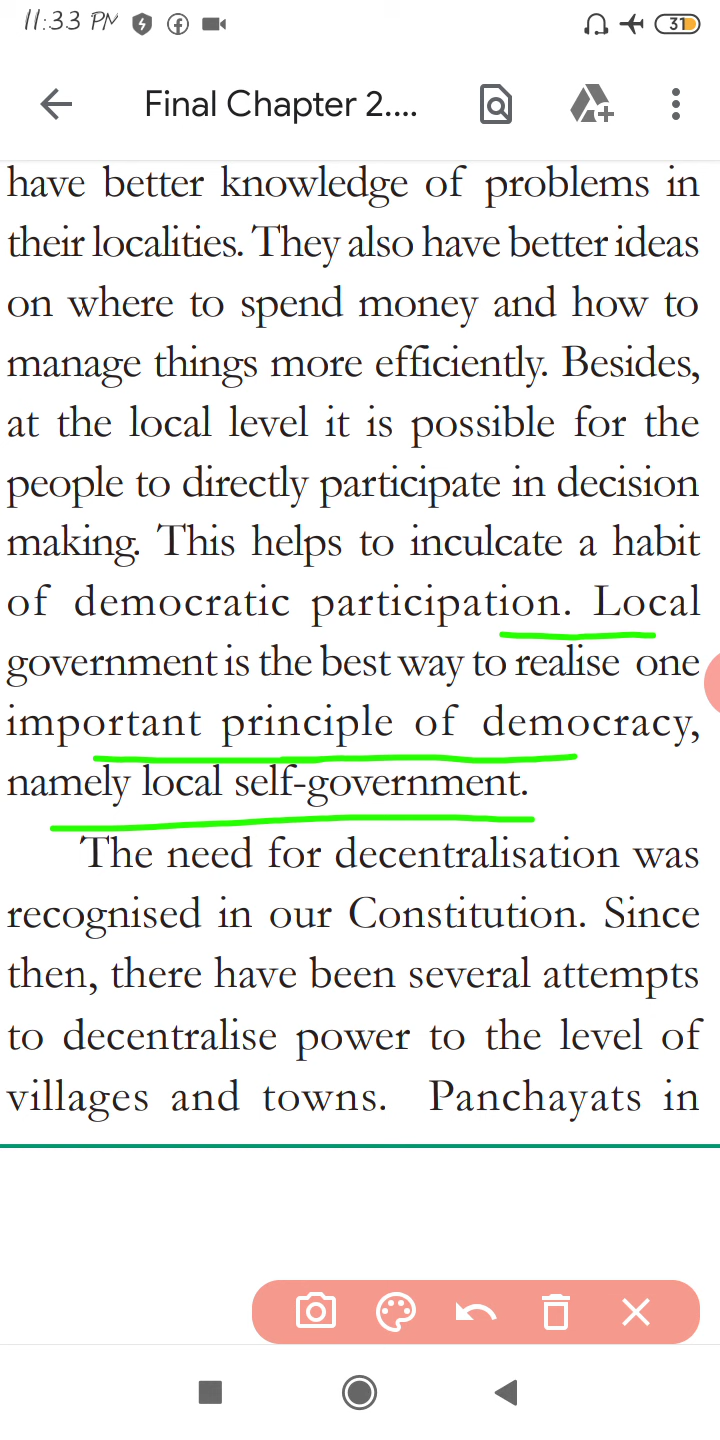 11:33 PM
31
Final Chapter 2....
have better knowledge of problems in
their localities. They also have better ideas
on where to spend money and how to
manage things more efficiently. Besides,
at the local level it is possible for the
people to directly participate in decision
making. This helps to inculcate a habit
of democratic participation. Local
government is the best way to realise one
important principle of democracy,
namely local self-government.
The need for decentralisation was
recognised in our Constitution. Since
then, there have been several attempts
to decentralise power to the level of
villages and towns. Panchayats in